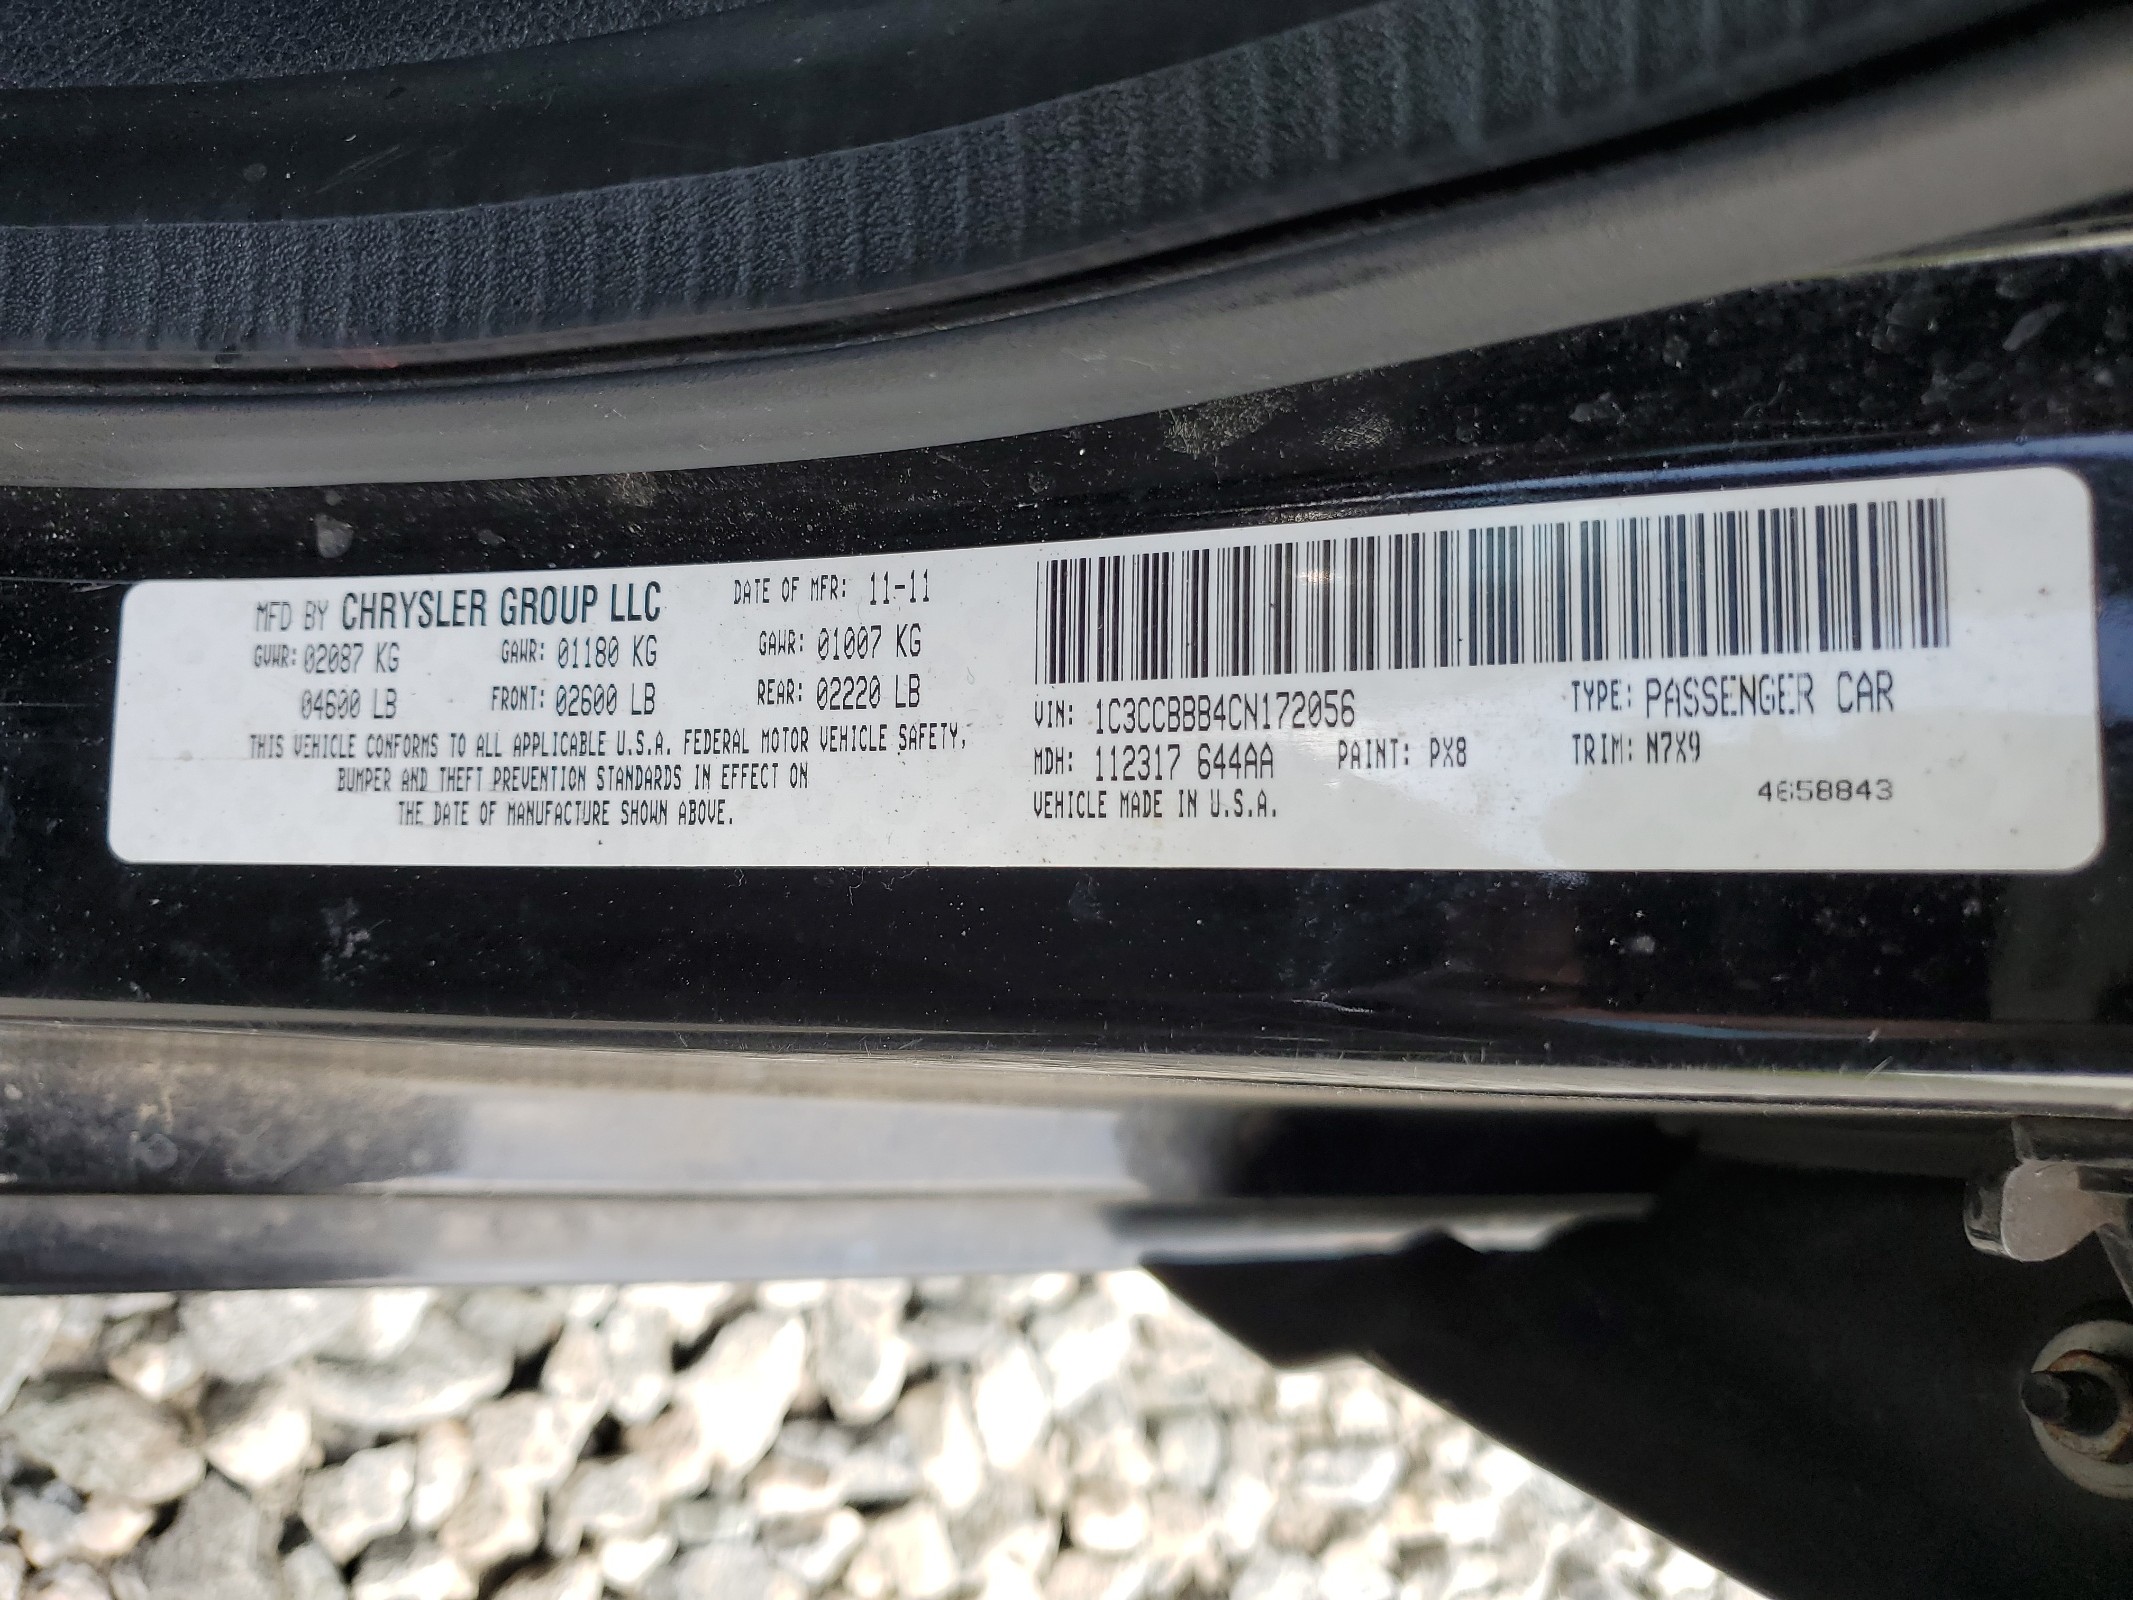 MFD BY CHRYSLER GROUP LLC DATE OF MFR: 11-11
GVWR: 02087 KG GAWR: 01180 KG GAWR: 01007 KG
04600 LB FRONT: 02600 LB REAR: 02220 LB
THIS VEHICLE CONFORMS TO ALL APPLICABLE U.S.A. FEDERAL MOTOR VEHICLE SAFETY,
BUMPER AND THEFT PREVENTION STANDARDS IN EFFECT ON
THE DATE OF MANUFACTURE SHOWN ABOVE.
VIN: 1C3CCBBB4CN172056 TYPE: PASSENGER CAR
MDH: 112317 644AA PAINT: PX8 TRIM: N7X9
VEHICLE MADE IN U.S.A. 4658843